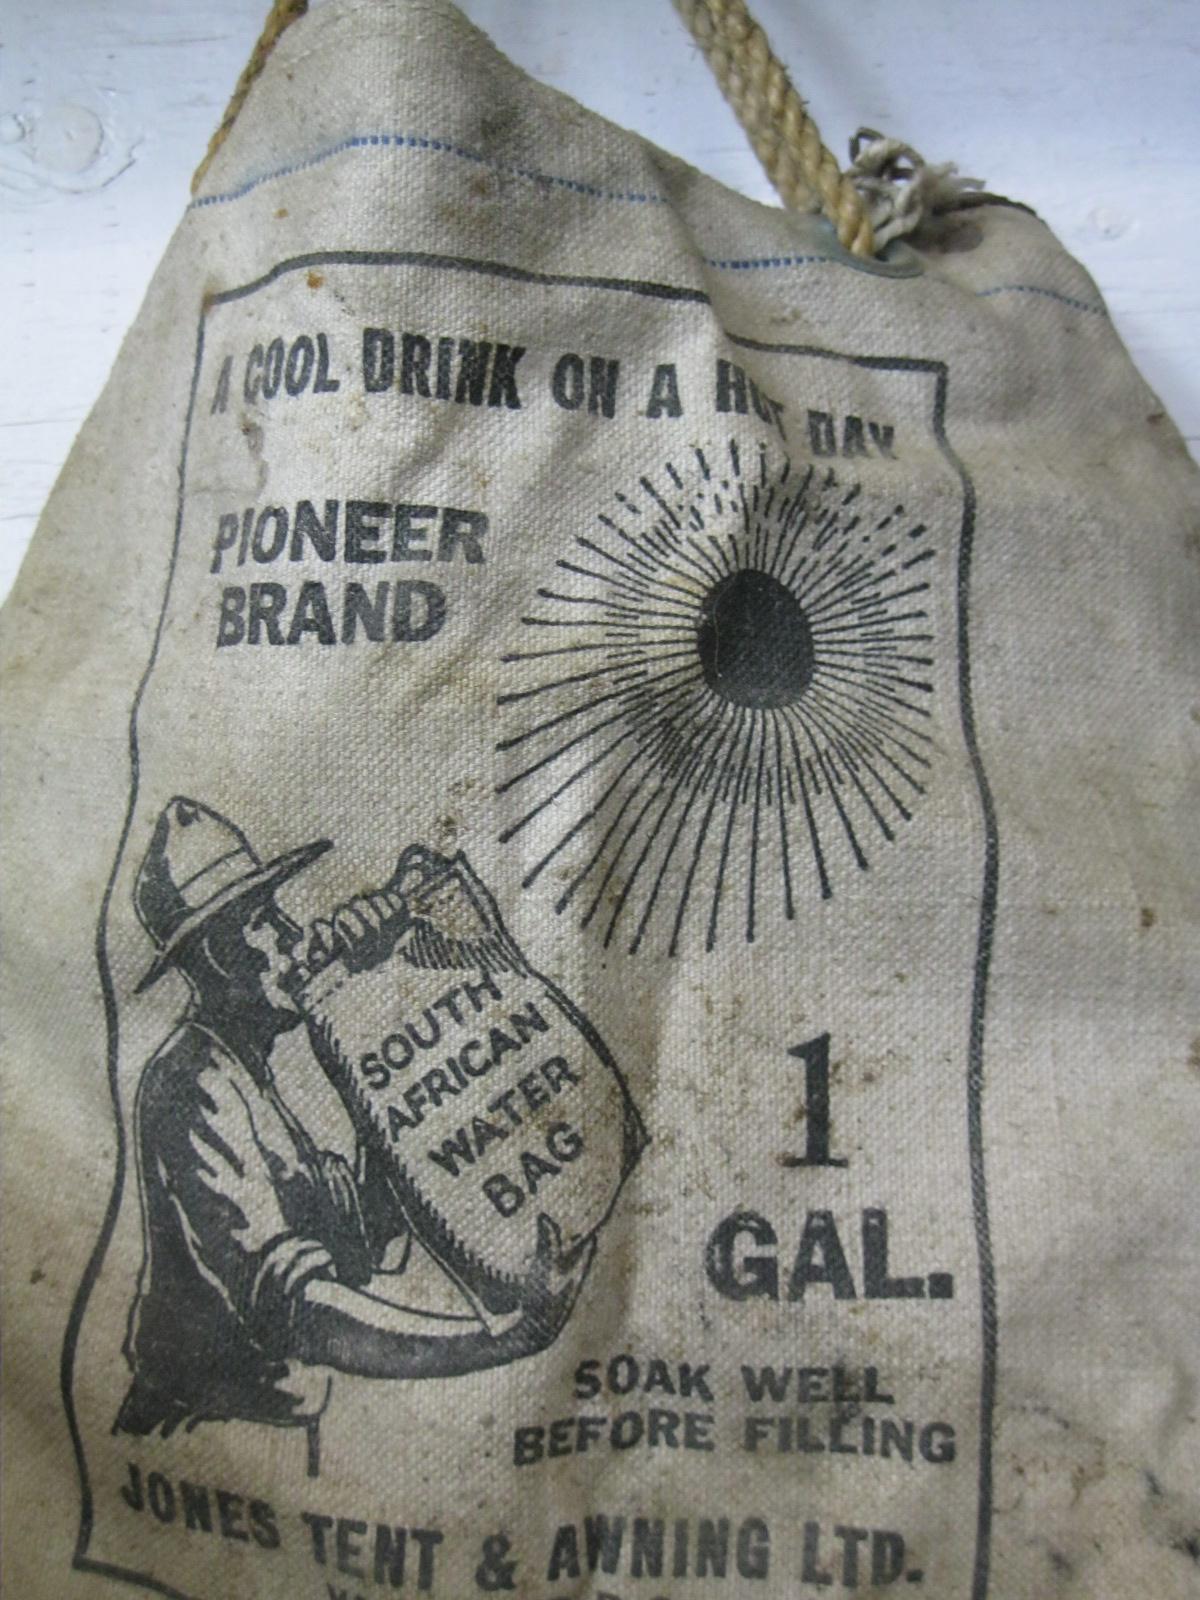 A COOL DRINK ON A HOT DAY
PIONEER
BRAND
SOUTH
AFRICAN
WATER
BAG
1
GAL.
SOAK WELL
BEFORE FILLING
JONES TENT & AWNING LTD.